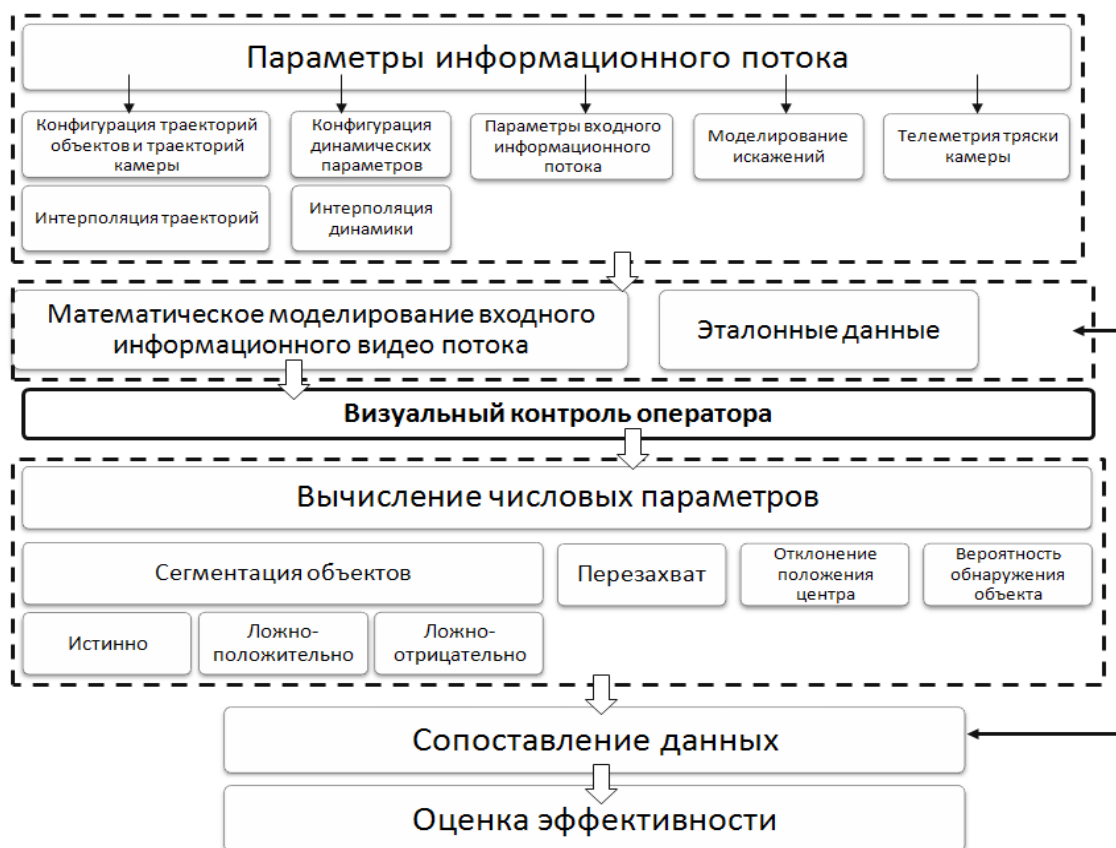 Параметры информационного потока
Конфигурация траекторий
объектов и траекторий
камеры
Конфигурация
динамических
параметров
Параметры входного
информационного
потока
Моделирование
искажений
Телеметрия тряски
камеры
Интерполяция траекторий
Интерполяция
динамики
Математическое моделирование входного
информационного видео потока
Эталонные данные
Визуальный контроль оператора
Вычисление числовых параметров
Сегментация объектов
Перезахват
Отклонение
положения
центра
Вероятность
обнаружения
объекта
Истинно
Ложно-
положительно
Ложно-
отрицательно
Сопоставление данных
Оценка эффективности